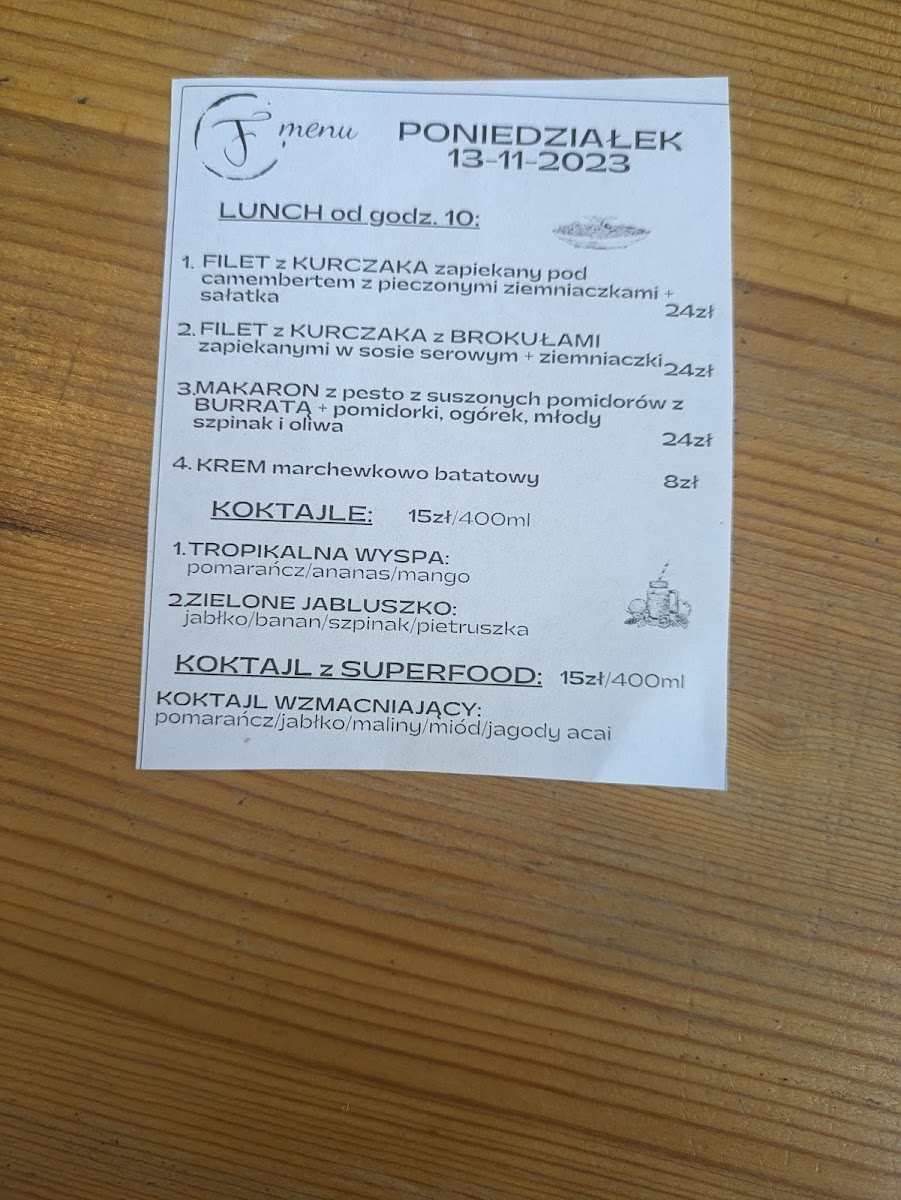 F menu
PONIEDZIAŁEK
13-11-2023
LUNCH od godz. 10:
1. FILET z KURCZAKA zapiekany pod
camembertem z pieczonymi ziemniaczkami +
sałatka
24zł
2. FILET z KURCZAKA z BROKUŁAMI
zapiekanymi w sosie serowym + ziemniaczki
24zł
3.MAKARON z pesto z suszonych pomidorów z
BURRATĄ + pomidorki, ogórek, młody
szpinak i oliwa
24zł
4. KREM marchewkowo batatowy 8zł
KOKTAJLE: 15zł/400ml
1.TROPIKALNA WYSPA:
pomarańcz/ananas/mango
2.ZIELONE JABLUSZKO:
jabłko/banan/szpinak/pietruszka
KOKTAJL z SUPERFOOD: 15zł/400ml
KOKTAJL WZMACNIAJĄCY:
pomarańcz/jabłko/maliny/miód/jagody acai